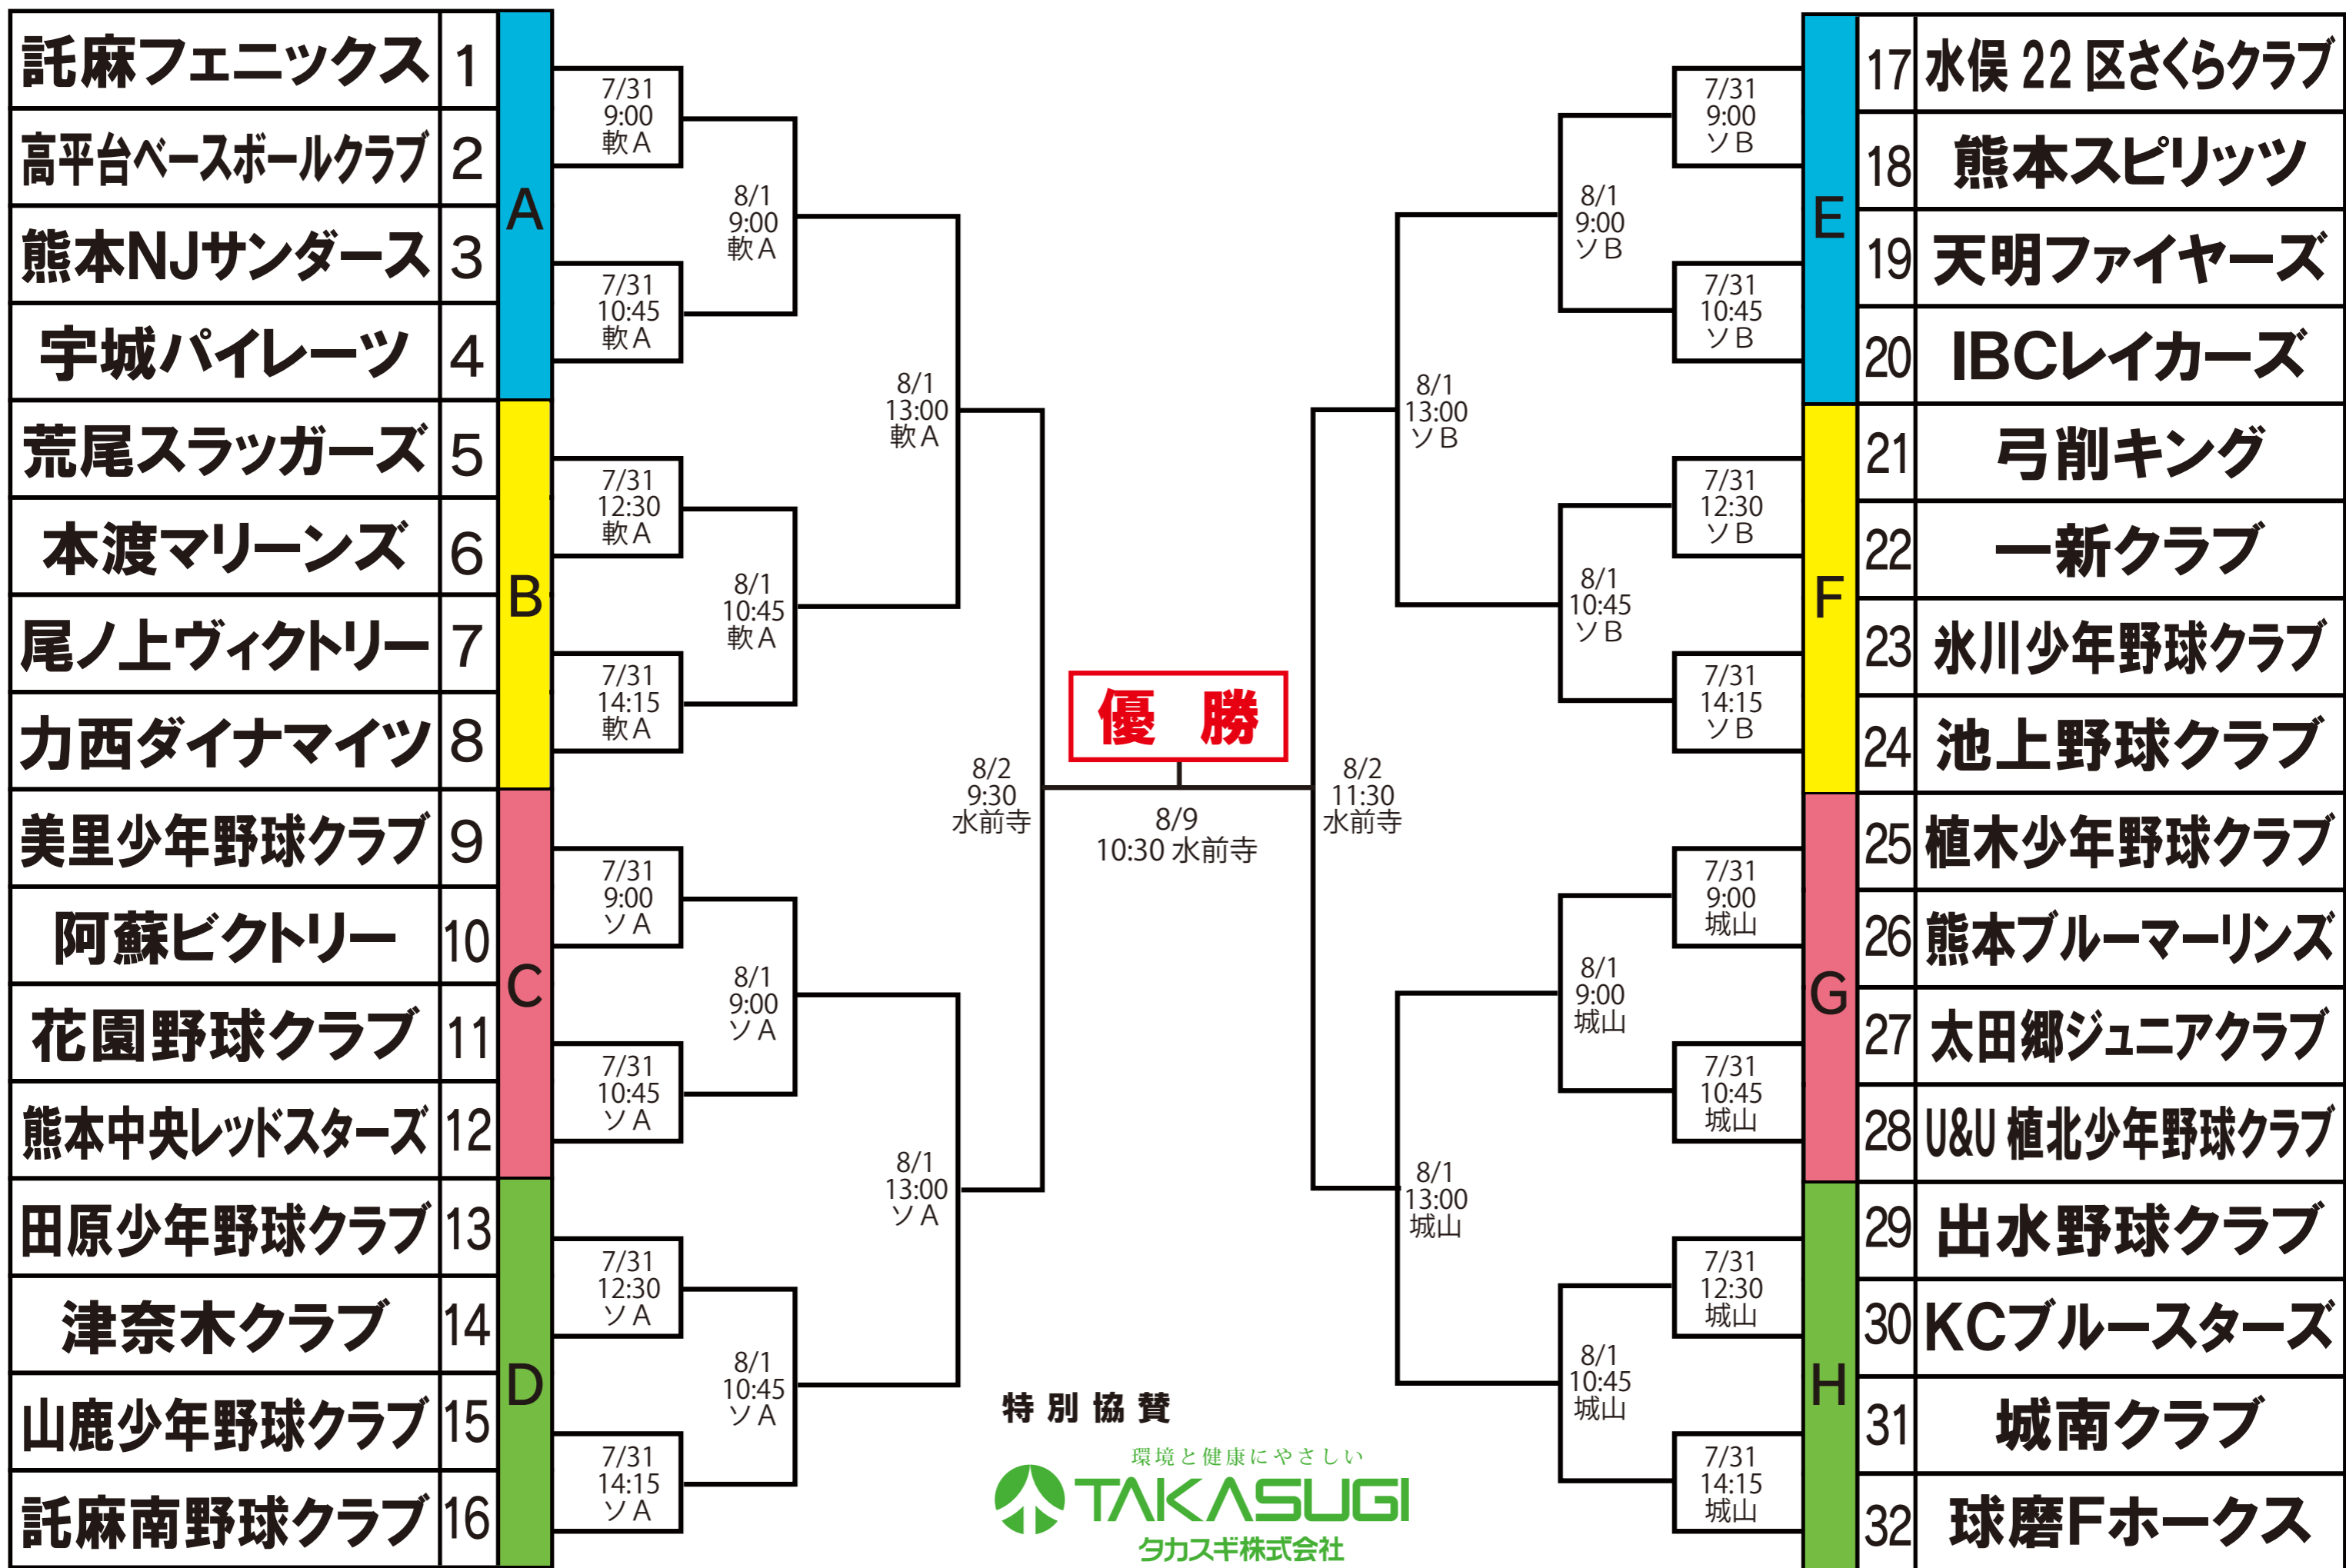 託麻フェニックス 1
高平台ベースボールクラブ 2
熊本NJサンダース 3
宇城パイレーツ 4
A
荒尾スラッガーズ 5
本渡マリーンズ 6
尾ノ上ヴィクトリー 7
力西ダイナマイツ 8
B
美里少年野球クラブ 9
阿蘇ビクトリー 10
花園野球クラブ 11
熊本中央レッドスターズ 12
C
田原少年野球クラブ 13
津奈木クラブ 14
山鹿少年野球クラブ 15
託麻南野球クラブ 16
D
7/31
9:00
軟A
7/31
10:45
軟A
7/31
12:30
軟A
7/31
14:15
軟A
7/31
9:00
ソA
7/31
10:45
ソA
7/31
12:30
ソA
7/31
14:15
ソA
8/1
9:00
軟A
8/1
10:45
軟A
8/1
9:00
ソA
8/1
10:45
ソA
8/1
13:00
軟A
8/1
13:00
ソA
8/2
9:30
水前寺
優 勝
8/9
10:30 水前寺
8/2
11:30
水前寺
8/1
13:00
ソB
8/1
13:00
城山
8/1
9:00
ソB
8/1
10:45
ソB
8/1
9:00
城山
8/1
10:45
城山
7/31
9:00
ソB
7/31
10:45
ソB
7/31
12:30
ソB
7/31
14:15
ソB
7/31
9:00
城山
7/31
10:45
城山
7/31
12:30
城山
7/31
14:15
城山
E
17 水俣22区さくらクラブ
18 熊本スピリッツ
19 天明ファイヤーズ
20 IBCレイカーズ
F
21 弓削キング
22 一新クラブ
23 氷川少年野球クラブ
24 池上野球クラブ
G
25 植木少年野球クラブ
26 熊本ブルーマーリンズ
27 太田郷ジュニアクラブ
28 U&U植北少年野球クラブ
H
29 出水野球クラブ
30 KCブルースターズ
31 城南クラブ
32 球磨Fホークス
特別協賛
環境と健康にやさしい
TAKASUGI
タカスギ株式会社